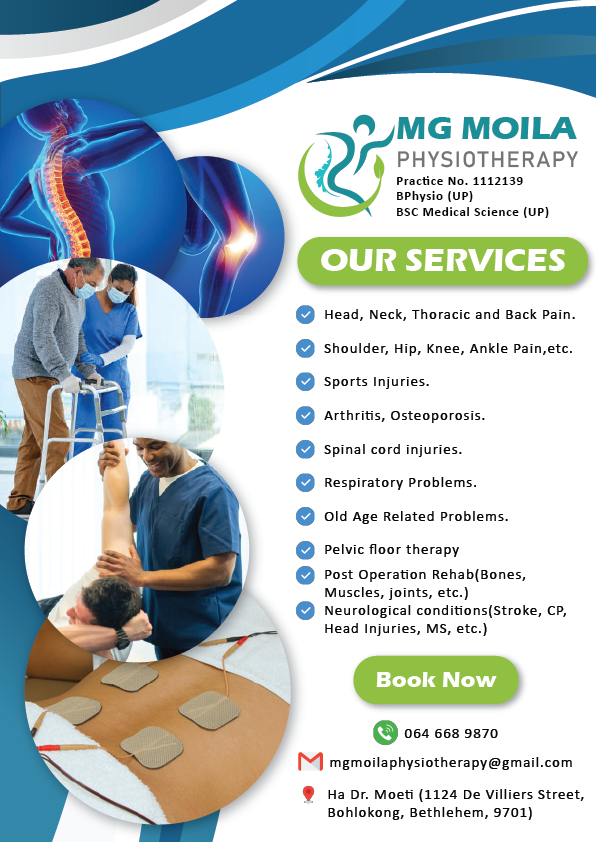 MG MOILA
PHYSIOTHERAPY
Practice No. 1112139
BPhysio (UP)
BSC Medical Science (UP)
OUR SERVICES
Head, Neck, Thoracic and Back Pain.
Shoulder, Hip, Knee, Ankle Pain,etc.
Sports Injuries.
Arthritis, Osteoporosis.
Spinal cord injuries.
Respiratory Problems.
Old Age Related Problems.
Pelvic floor therapy
Post Operation Rehab(Bones,
Muscles, joints, etc.)
Neurological conditions(Stroke, CP,
Head Injuries, MS, etc.)
Book Now
064 668 9870
mgmoilaphysiotherapy@gmail.com
Ha Dr. Moeti (1124 De Villiers Street,
Bohlokong, Bethlehem, 9701)